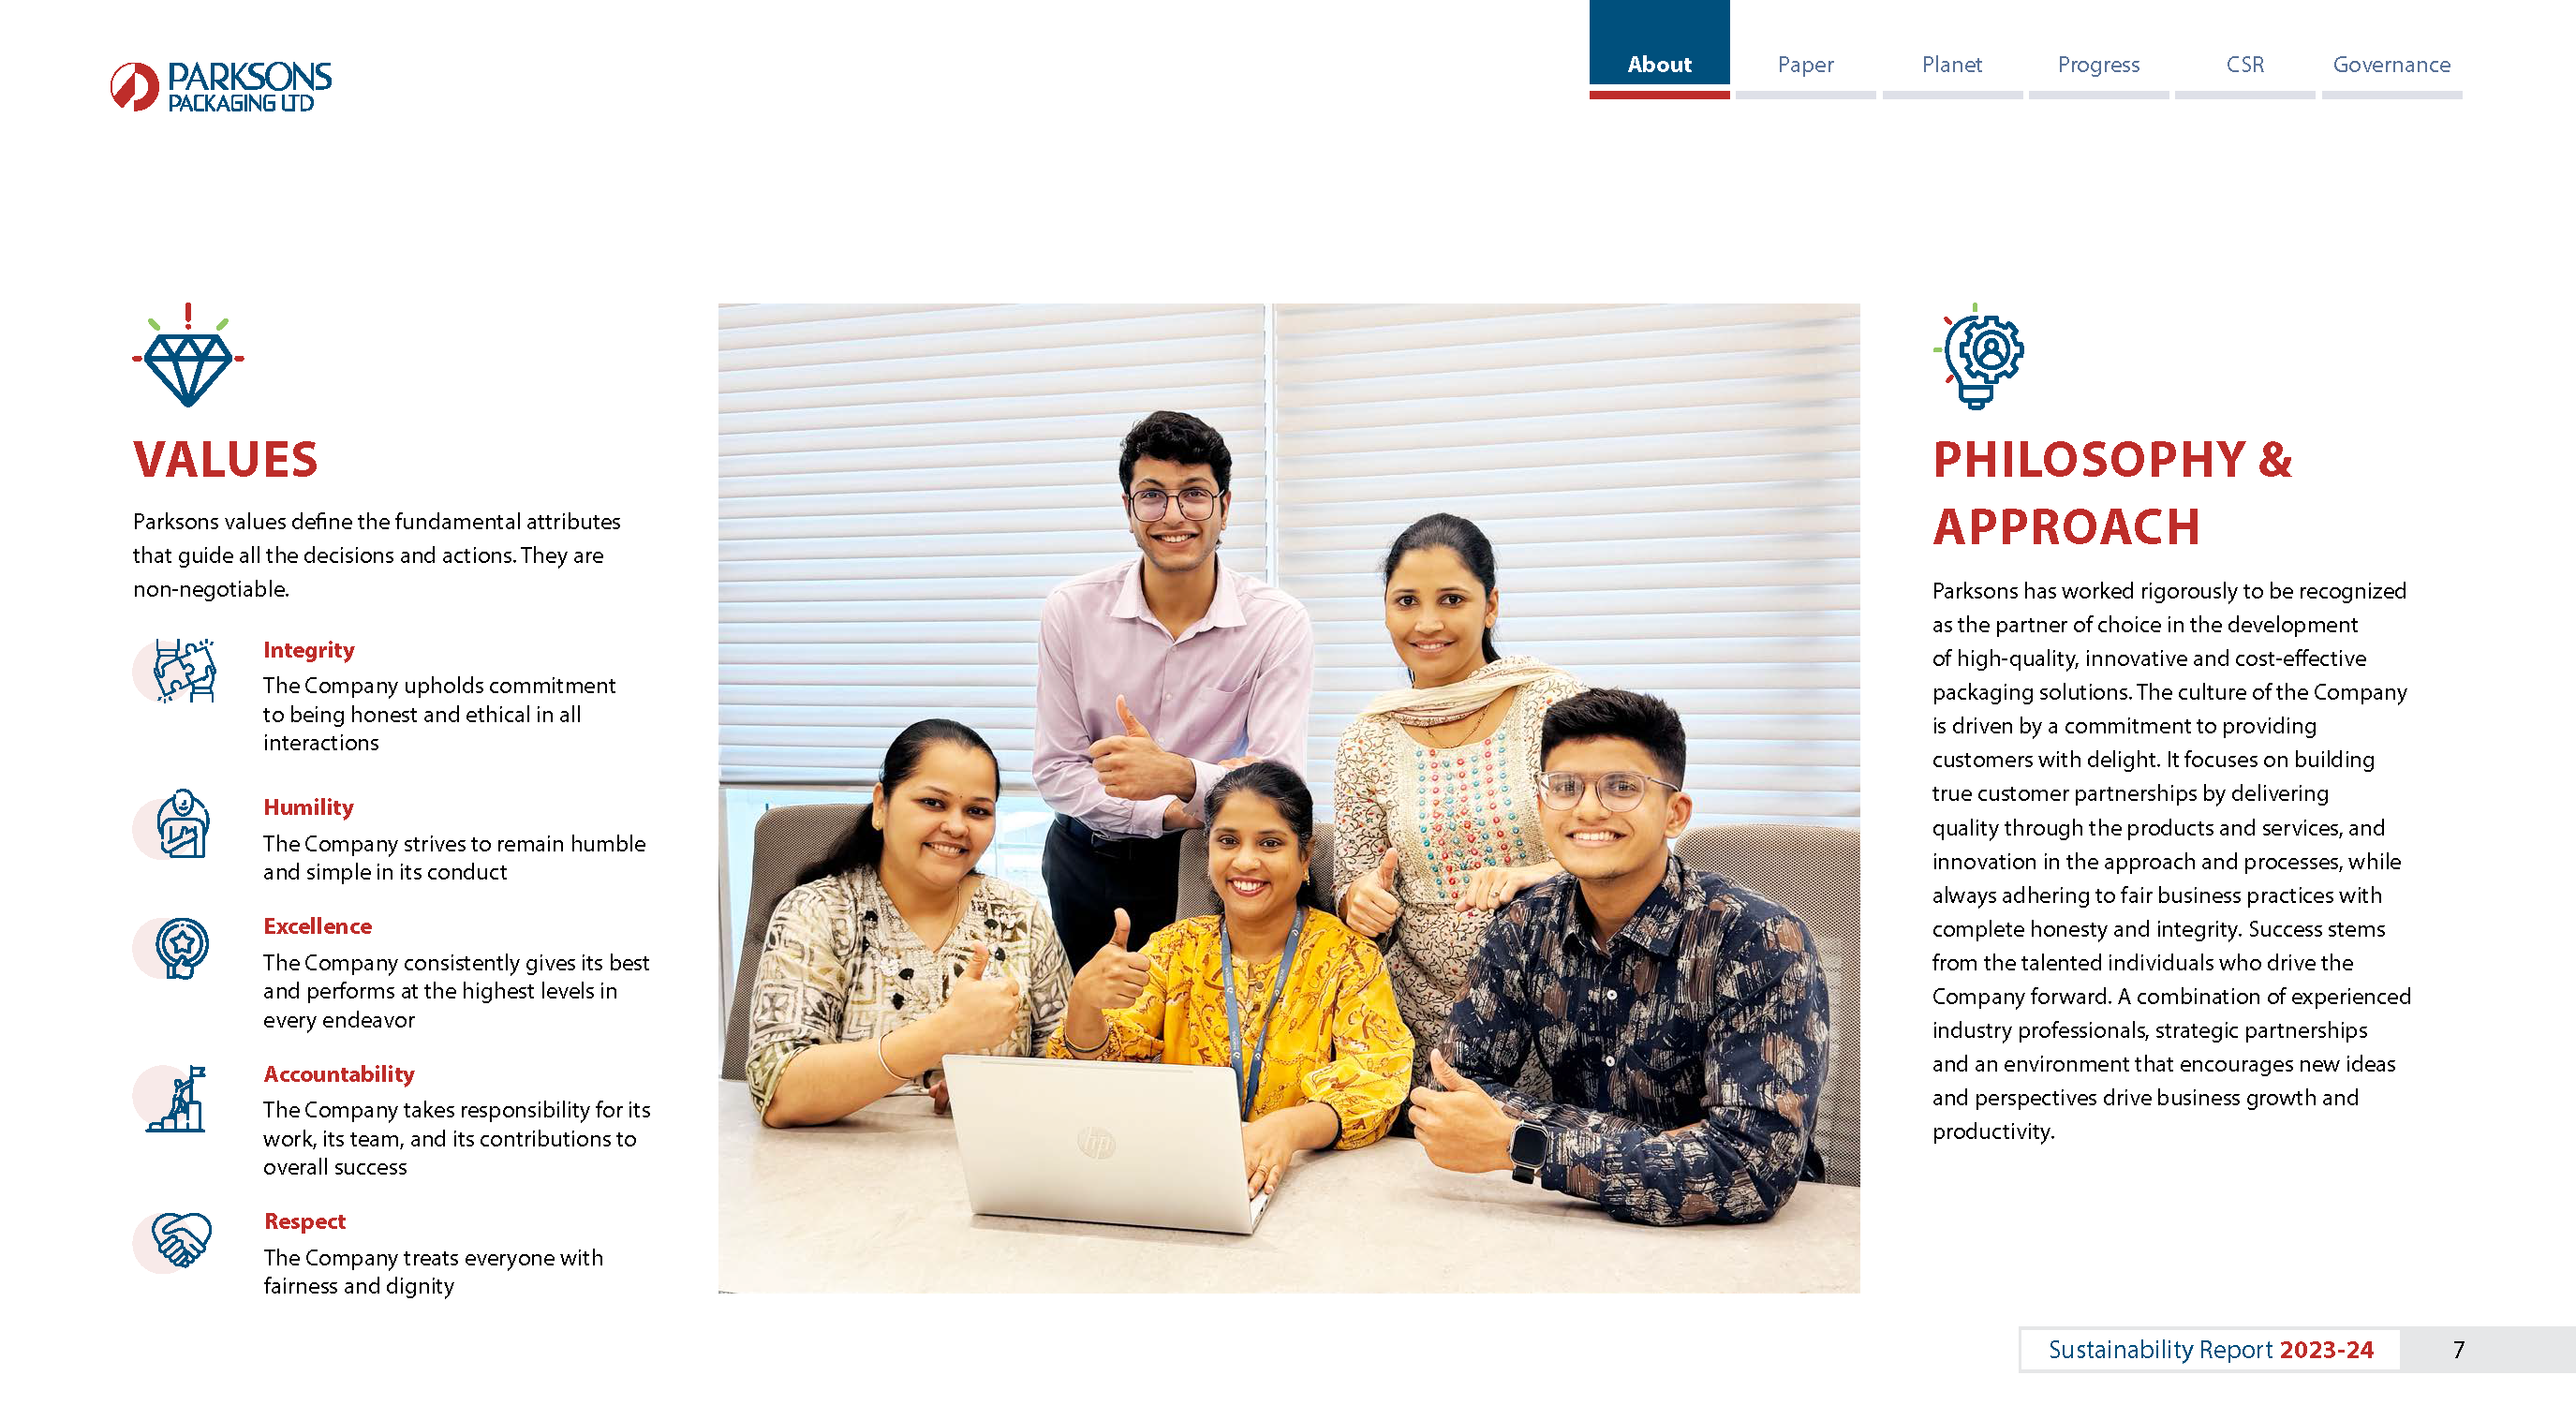 PARKSONS
PACKAGING LTD
About
Paper
Planet
Progress
CSR
Governance
VALUES
Parksons values define the fundamental attributes
that guide all the decisions and actions. They are
non-negotiable.
Integrity
The Company upholds commitment
to being honest and ethical in all
interactions
Humility
The Company strives to remain humble
and simple in its conduct
Excellence
The Company consistently gives its best
and performs at the highest levels in
every endeavor
Accountability
The Company takes responsibility for its
work, its team, and its contributions to
overall success
Respect
The Company treats everyone with
fairness and dignity
hp
PHILOSOPHY &
APPROACH
Parksons has worked rigorously to be recognized
as the partner of choice in the development
of high-quality, innovative and cost-effective
packaging solutions. The culture of the Company
is driven by a commitment to providing
customers with delight. It focuses on building
true customer partnerships by delivering
quality through the products and services, and
innovation in the approach and processes, while
always adhering to fair business practices with
complete honesty and integrity. Success stems
from the talented individuals who drive the
Company forward. A combination of experienced
industry professionals, strategic partnerships
and an environment that encourages new ideas
and perspectives drive business growth and
productivity.
Sustainability Report 2023-24
7